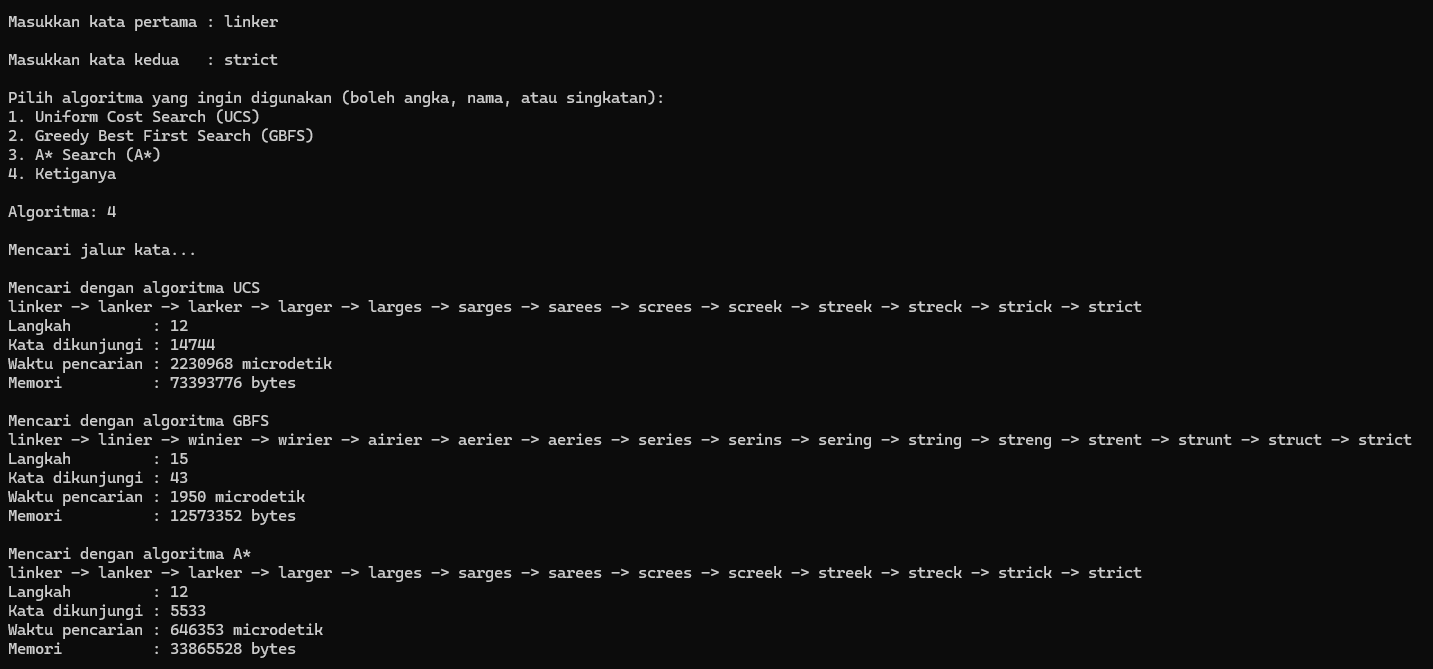 Masukkan kata pertama : linker
Masukkan kata kedua   : strict
Pilih algoritma yang ingin digunakan (boleh angka, nama, atau singkatan):
1. Uniform Cost Search (UCS)
2. Greedy Best First Search (GBFS)
3. A* Search (A*)
4. Ketiganya
Algoritma: 4
Mencari jalur kata...
Mencari dengan algoritma UCS
linker -> lanker -> larker -> larger -> larges -> sarges -> sarees -> screes -> screek -> streek -> streck -> strick -> strict
Langkah         : 12
Kata dikunjungi : 14744
Waktu pencarian : 2230968 microdetik
Memori          : 73393776 bytes
Mencari dengan algoritma GBFS
linker -> linier -> winier -> wirier -> airier -> aerier -> aeries -> series -> serins -> sering -> string -> streng -> strent -> strunt -> struct -> strict
Langkah         : 15
Kata dikunjungi : 43
Waktu pencarian : 1950 microdetik
Memori          : 12573352 bytes
Mencari dengan algoritma A*
linker -> lanker -> larker -> larger -> larges -> sarges -> sarees -> screes -> screek -> streek -> streck -> strick -> strict
Langkah         : 12
Kata dikunjungi : 5533
Waktu pencarian : 646353 microdetik
Memori          : 33865528 bytes